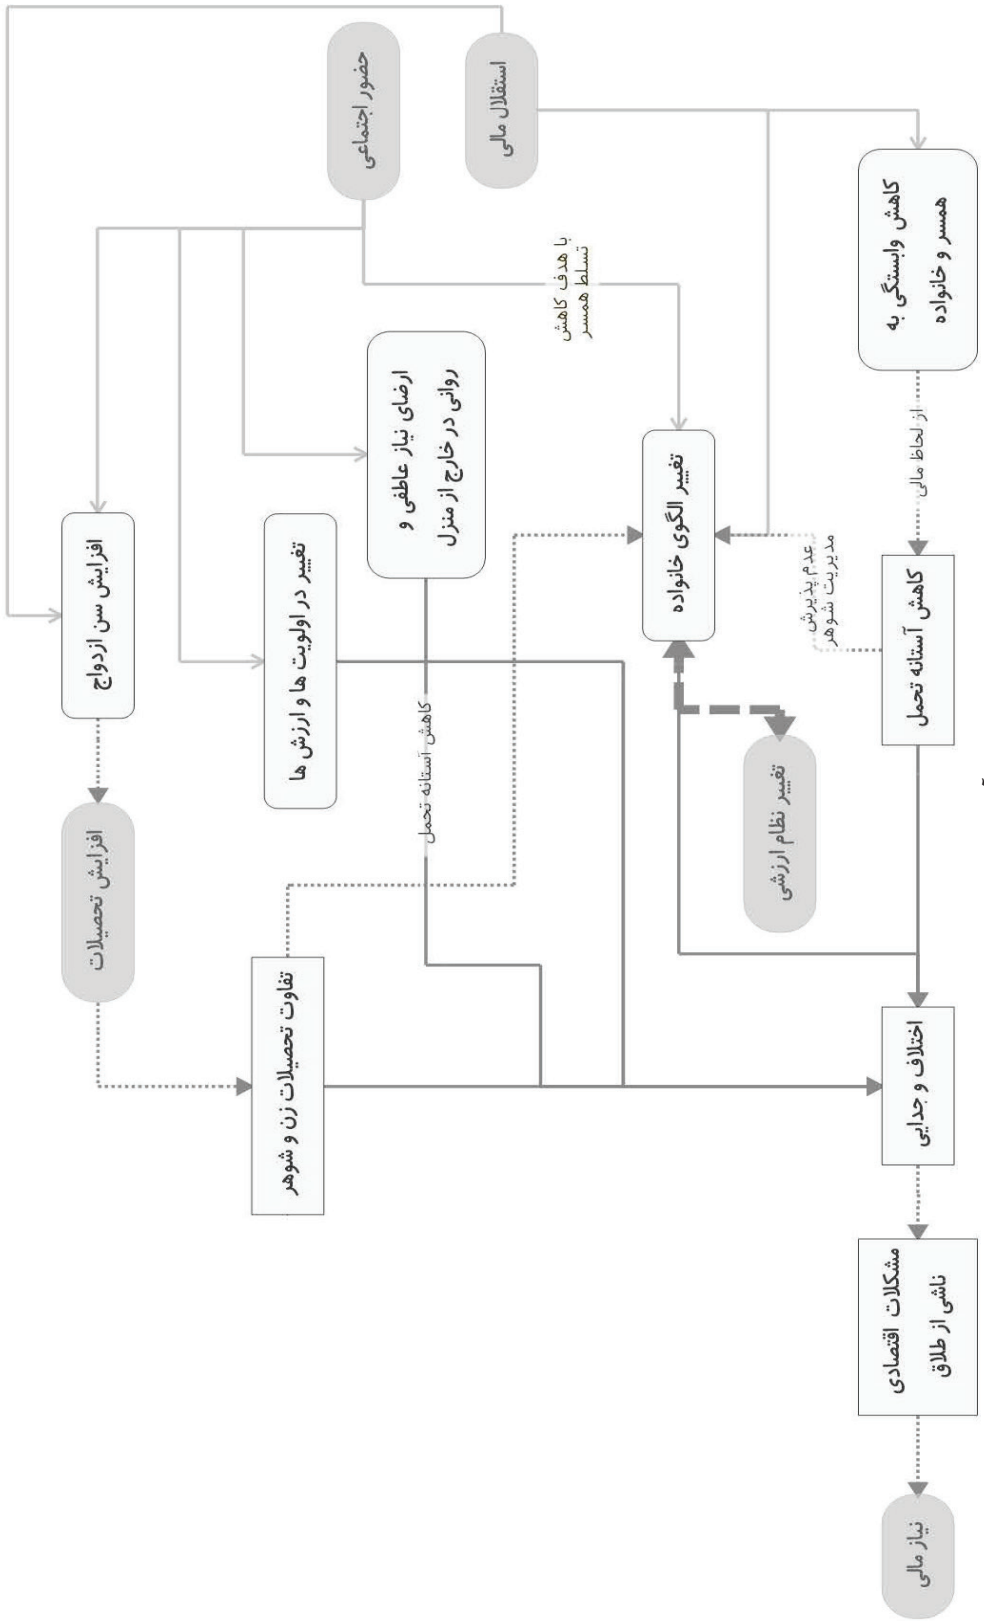 استقلال مالی
حضور اجتماعی
کاهش وابستگی به
همسر و خانواده
با هدف کاهش
تسلط همسر
ارضای نیاز عاطفی و
روانی در خارج از منزل
از لحاظ مالی
تغییر الگوی خانواده
افزایش سن ازدواج
تغییر در اولویت ها و ارزش ها
عدم پذیرش
مدیریت شوهر
کاهش آستانه تحمل
کاهش آستانه تحمل
تغییر نظام ارزشی
افزایش تحصیلات
تفاوت تحصیلات زن و شوهر
اختلاف و جدایی
مشکلات اقتصادی
ناشی از طلاق
نیاز مالی